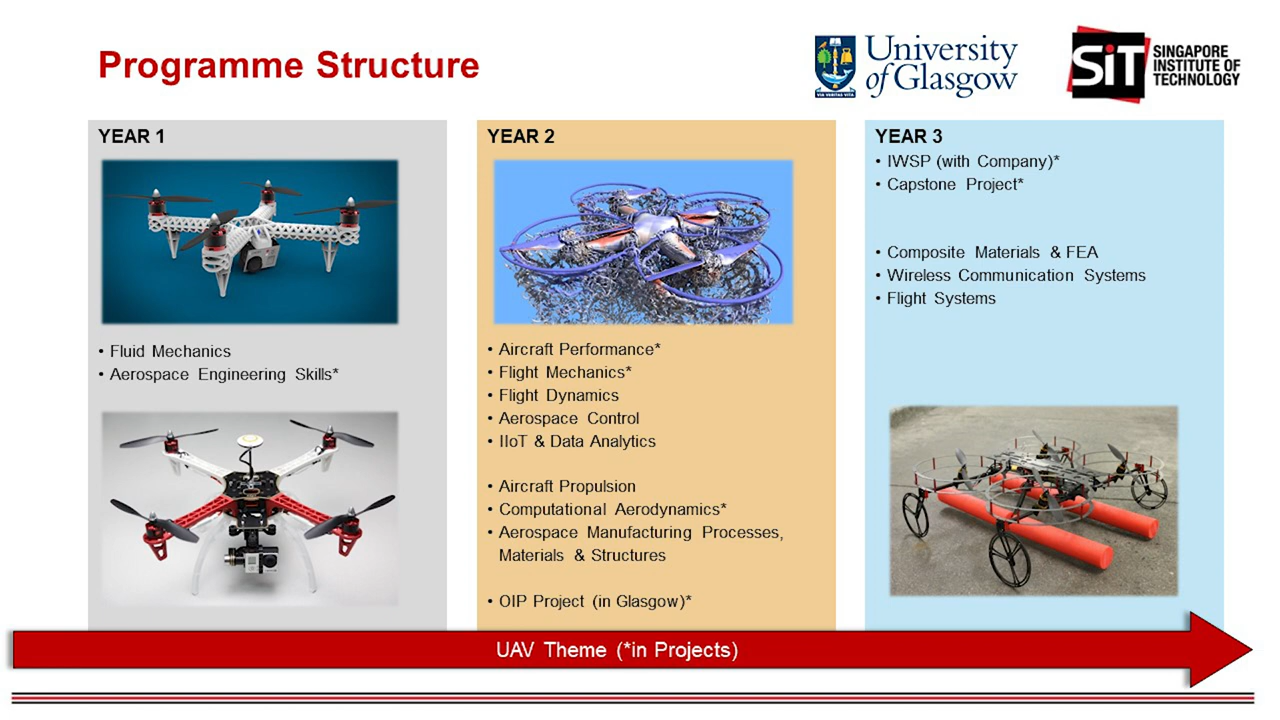 Programme Structure
University
of Glasgow
VIA VERITAS VITA
SiT
SINGAPORE
INSTITUTE OF
TECHNOLOGY
YEAR 1
• Fluid Mechanics
• Aerospace Engineering Skills*
YEAR 2
• Aircraft Performance*
• Flight Mechanics*
• Flight Dynamics
• Aerospace Control
• IIoT & Data Analytics
• Aircraft Propulsion
• Computational Aerodynamics*
• Aerospace Manufacturing Processes,
Materials & Structures
• OIP Project (in Glasgow)*
YEAR 3
• IWSP (with Company)*
• Capstone Project*
• Composite Materials & FEA
• Wireless Communication Systems
• Flight Systems
UAV Theme (*in Projects)